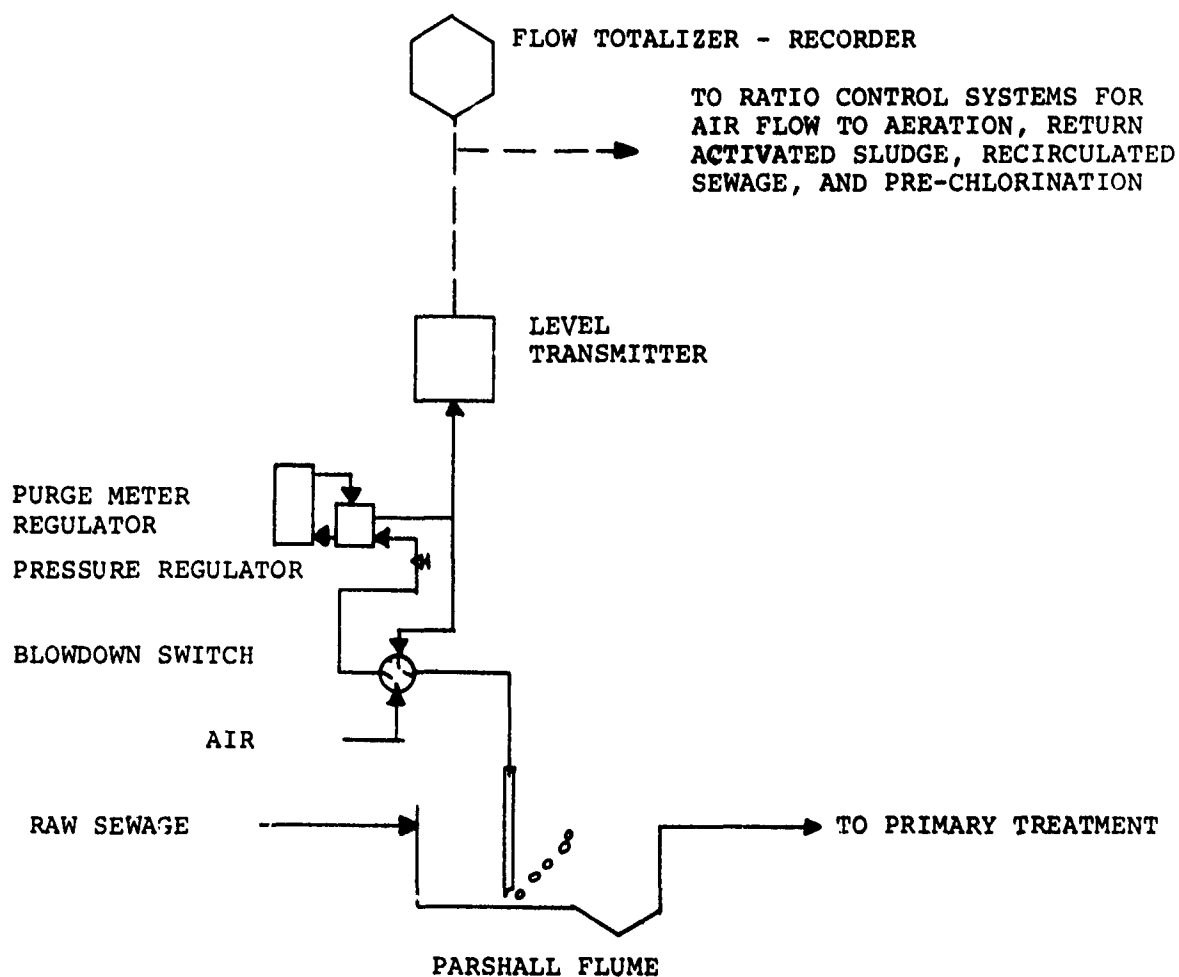 FLOW TOTALIZER - RECORDER
TO RATIO CONTROL SYSTEMS FOR
AIR FLOW TO AERATION, RETURN
ACTIVATED SLUDGE, RECIRCULATED
SEWAGE, AND PRE-CHLORINATION
LEVEL
TRANSMITTER
PURGE METER
REGULATOR
PRESSURE REGULATOR
BLOWDOWN SWITCH
AIR
RAW SEWAGE
TO PRIMARY TREATMENT
PARSHALL FLUME